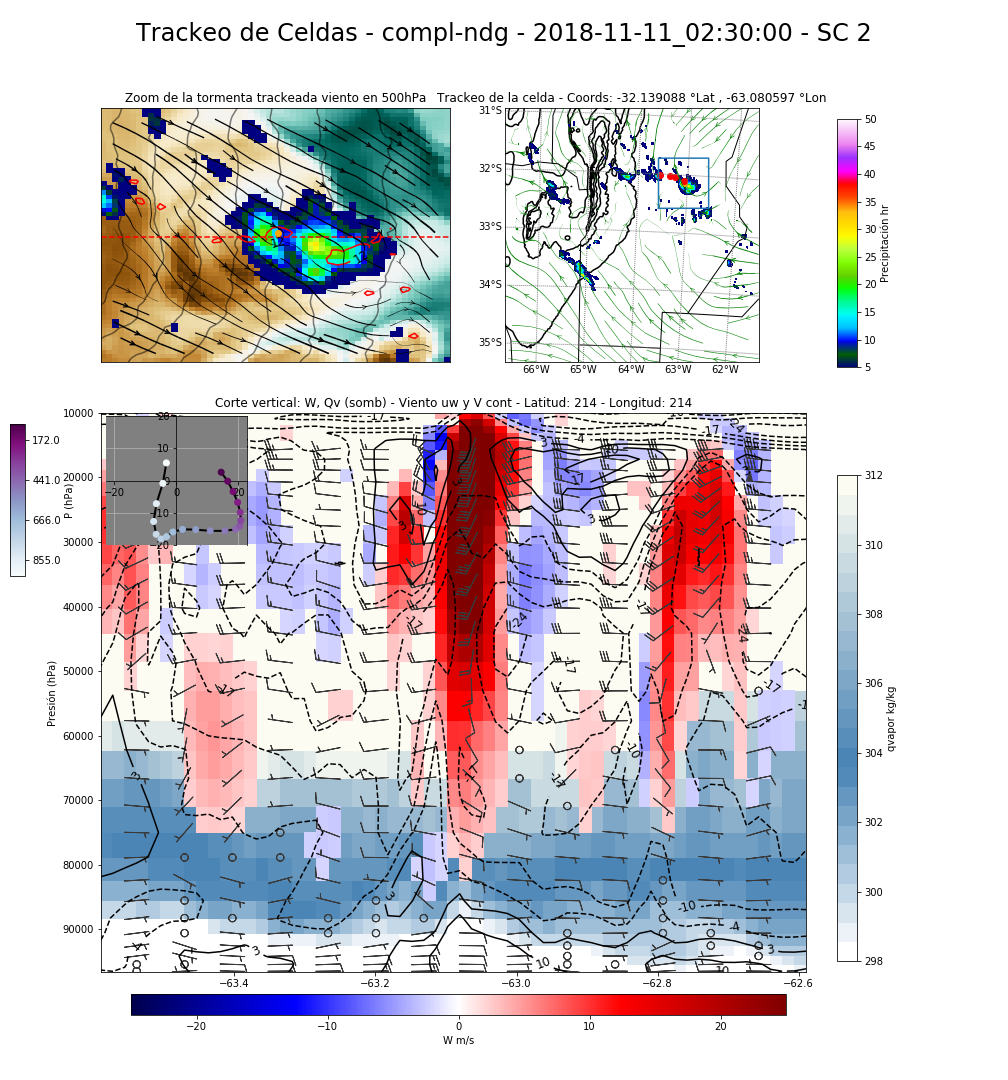 Trackeo de Celdas - compl-ndg - 2018-11-11_02:30:00 - SC 2
Zoom de la tormenta trackeada viento en 500hPa Trackeo de la celda - Coords: -32.139088 °Lat , -63.080597 °Lon
31°S
32°S
33°S
34°S
35°S
66°W 65°W 64°W 63°W 62°W
50
45
40
35
30
25
20
15
10
5
Precipitación hr
Corte vertical: W, Qv (somb) - Viento uw y V cont - Latitud: 214 - Longitud: 214
172.0
441.0
666.0
855.0
P (hPa)
20
10
−20 0 20
−10
−20
10000
20000
30000
40000
50000
60000
70000
80000
90000
Presión (hPa)
−63.4 −63.2 −63.0 −62.8 −62.6
312
310
308
306
304
302
300
298
qvapor kg/kg
−20 −10 0 10 20
W m/s